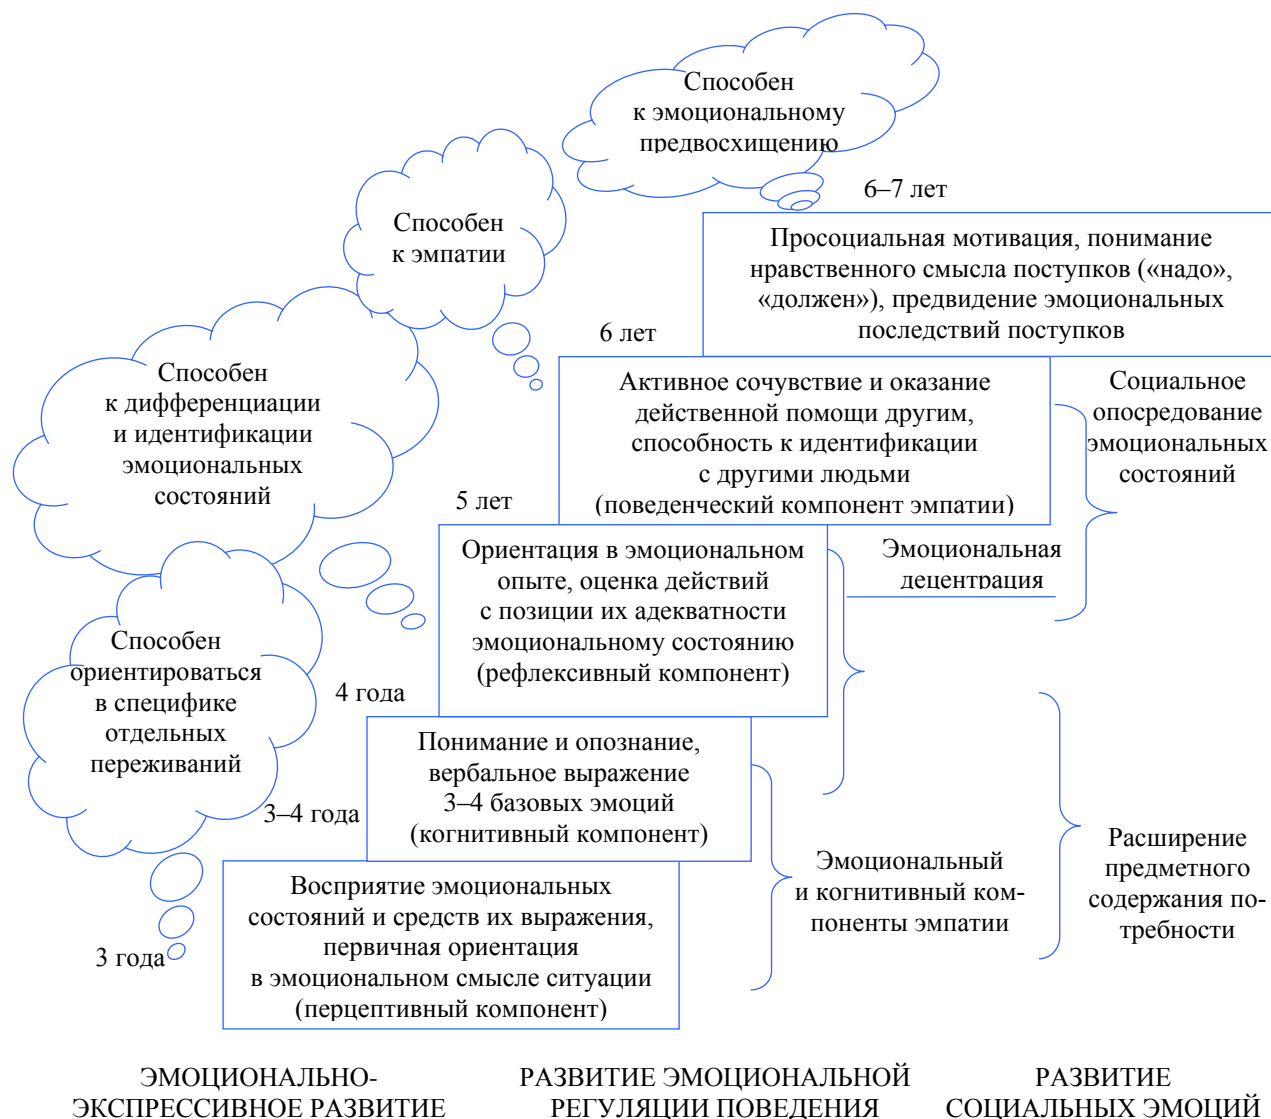 Способен
к эмоциональному
предвосхищению
6–7 лет
Способен
к эмпатии
Просоциальная мотивация, понимание
нравственного смысла поступков («надо»,
«должен»), предвидение эмоциональных
последствий поступков
6 лет
Способен
к дифференциации
и идентификации
эмоциональных
состояний
Активное сочувствие и оказание
действенной помощи другим,
способность к идентификации
с другими людьми
(поведенческий компонент эмпатии)
Социальное
опосредование
эмоциональных
состояний
5 лет
Ориентация в эмоциональном
опыте, оценка действий
с позиции их адекватности
эмоциональному состоянию
(рефлексивный компонент)
Эмоциональная
децентрация
Способен
ориентироваться
в специфике
отдельных
переживаний
4 года
Понимание и опознание,
вербальное выражение
3–4 базовых эмоций
(когнитивный компонент)
3–4 года
Эмоциональный
и когнитивный ком-
поненты эмпатии
Расширение
предметного
содержания по-
требности
Восприятие эмоциональных
состояний и средств их выражения,
первичная ориентация
в эмоциональном смысле ситуации
(перцептивный компонент)
3 года
ЭМОЦИОНАЛЬНО-
ЭКСПРЕССИВНОЕ РАЗВИТИЕ
РАЗВИТИЕ ЭМОЦИОНАЛЬНОЙ
РЕГУЛЯЦИИ ПОВЕДЕНИЯ
РАЗВИТИЕ
СОЦИАЛЬНЫХ ЭМОЦИЙ